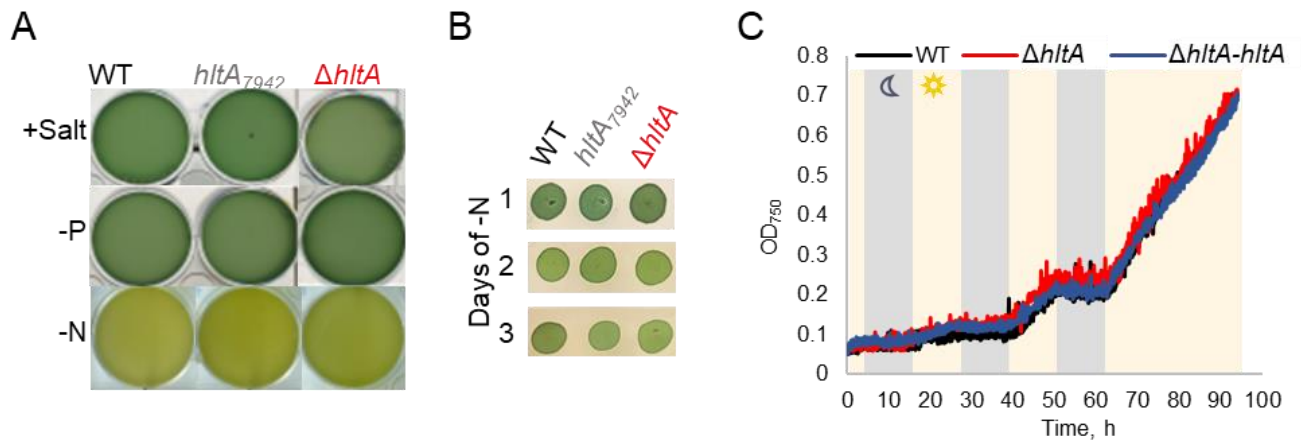 A
WT hltA7942 ΔhltA
+Salt
-P
-N
B
WT hltA7942 ΔhltA
Days of -N
1
2
3
C
WT ΔhltA ΔhltA-hltA
0.8
0.7
0.6
0.5
0.4
0.3
0.2
0.1
0
OD750
0 10 20 30 40 50 60 70 80 90 100
Time, h